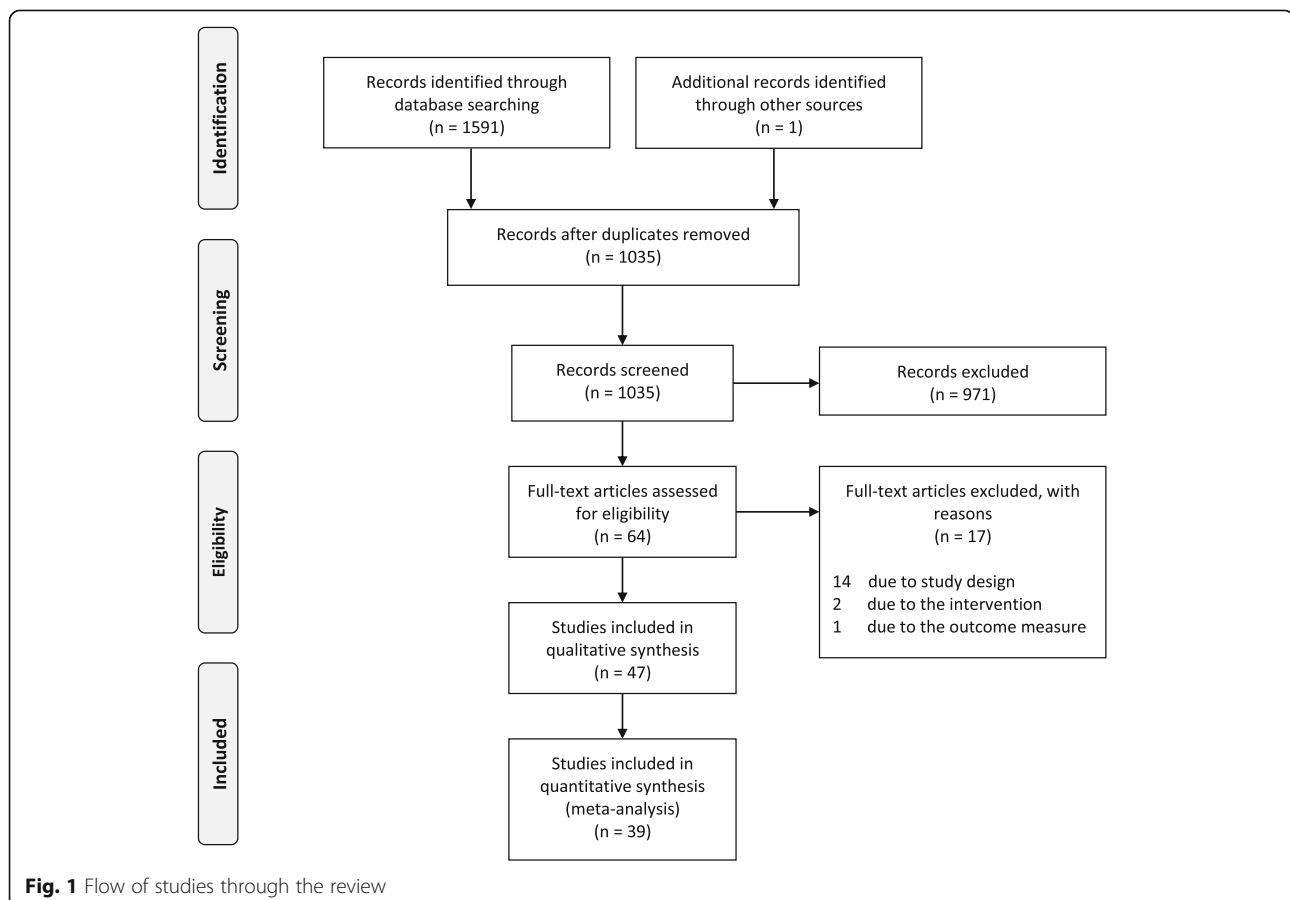 Identification
Records identified through
database searching
(n = 1591)
Additional records identified
through other sources
(n = 1)
Records after duplicates removed
(n = 1035)
Screening
Records screened
(n = 1035)
Records excluded
(n = 971)
Eligibility
Full-text articles assessed
for eligibility
(n = 64)
Full-text articles excluded, with
reasons
(n = 17)
14 due to study design
2 due to the intervention
1 due to the outcome measure
Studies included in
qualitative synthesis
(n = 47)
Included
Studies included in
quantitative synthesis
(meta-analysis)
(n = 39)
Fig. 1 Flow of studies through the review